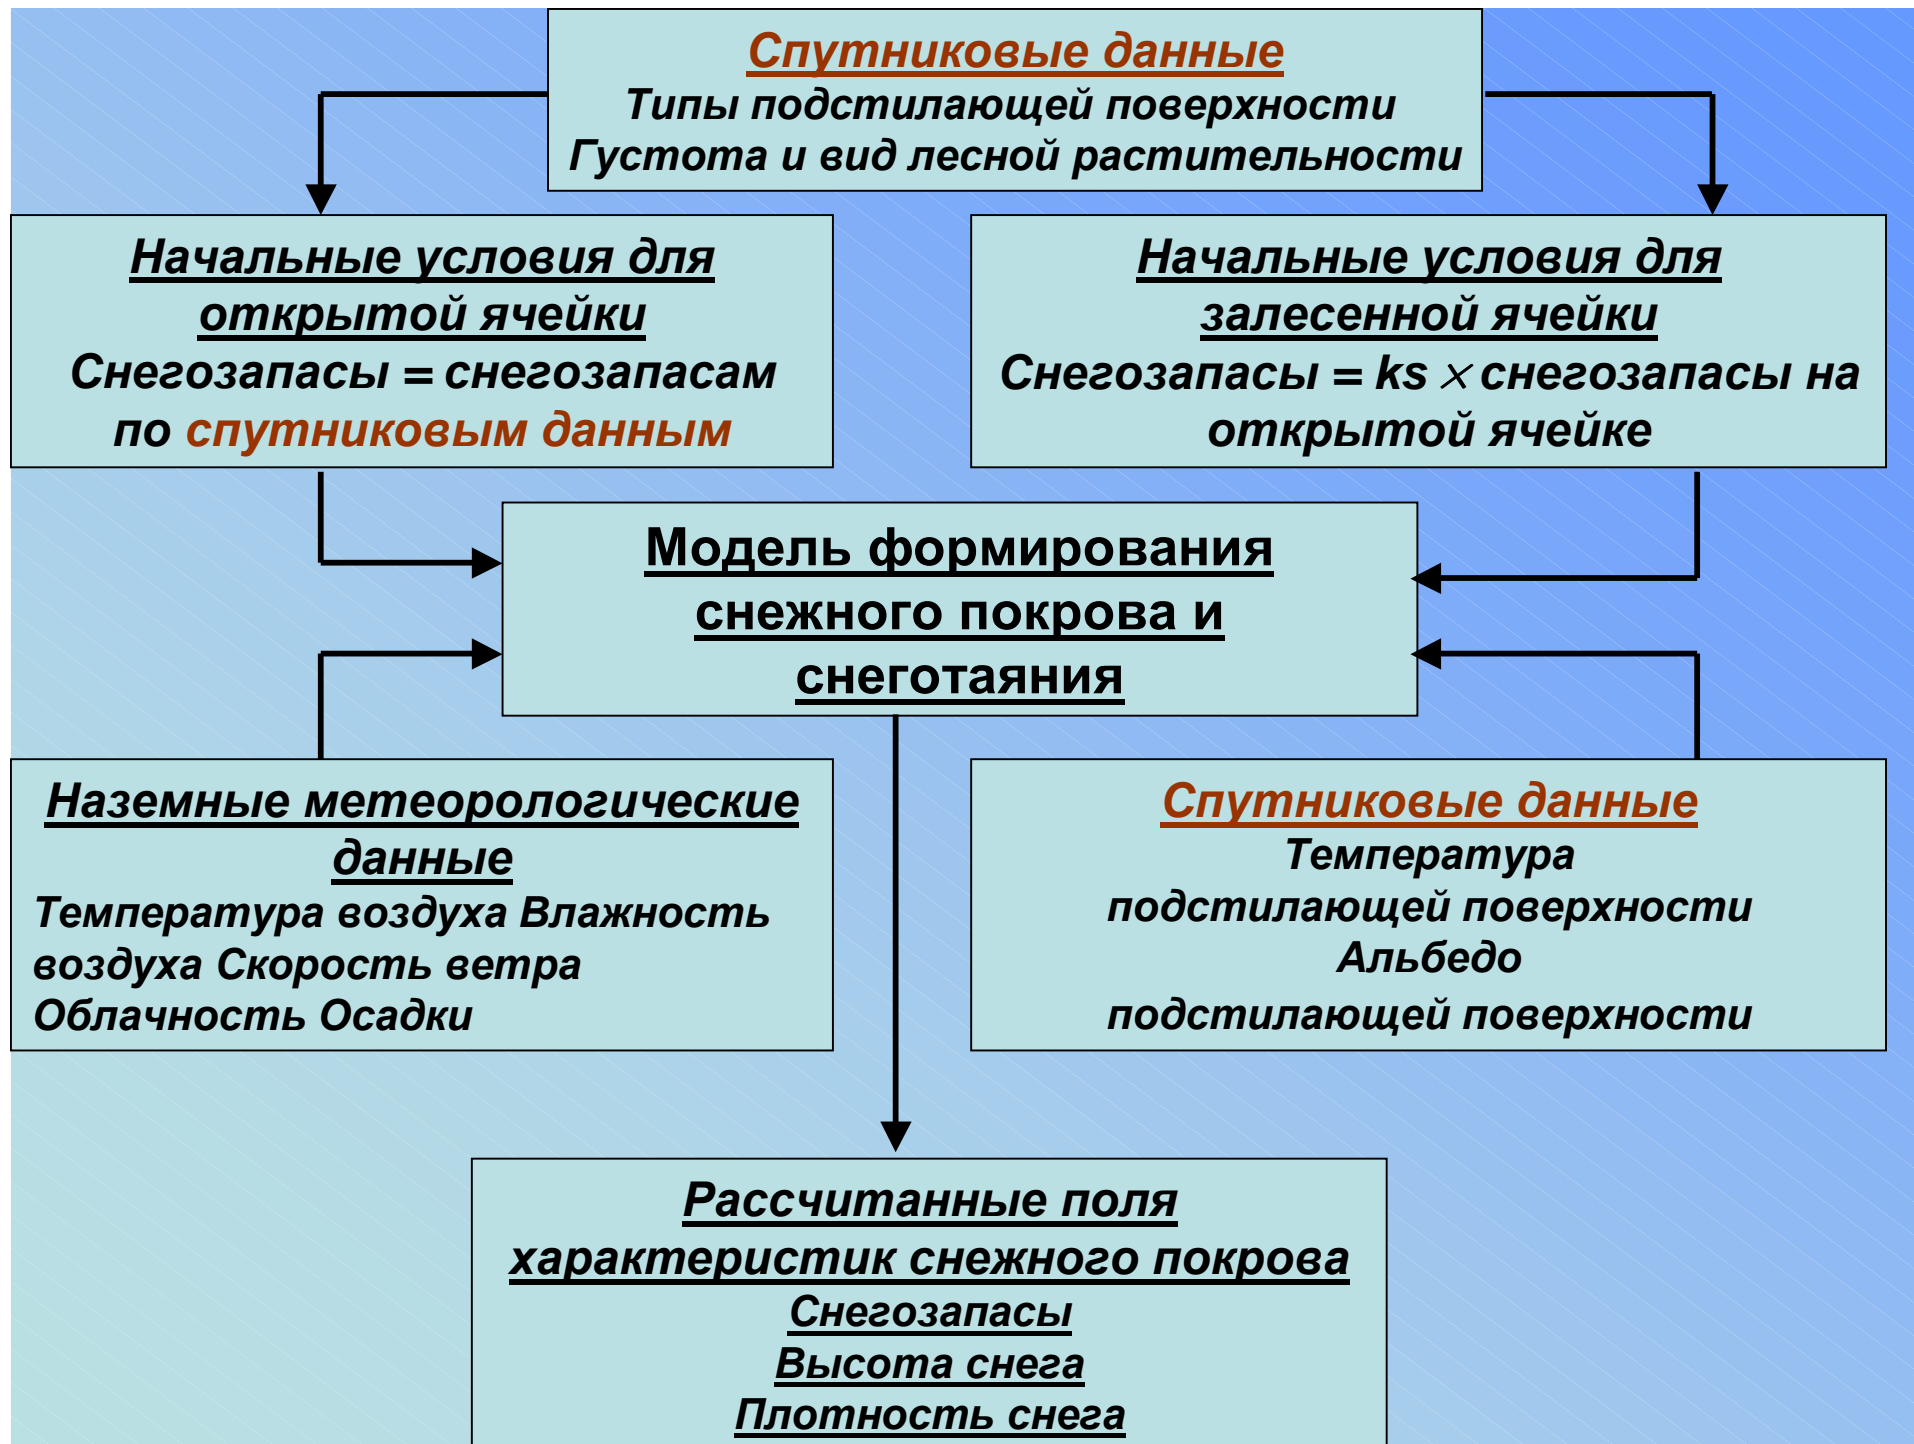 Спутниковые данные
Типы подстилающей поверхности
Густота и вид лесной растительности
Начальные условия для
открытой ячейки
Снегозапасы = снегозапасам
по спутниковым данным
Начальные условия для
залесенной ячейки
Снегозапасы = ks × снегозапасы на
открытой ячейке
Модель формирования
снежного покрова и
снеготаяния
Наземные метеорологические
данные
Температура воздуха Влажность
воздуха Скорость ветра
Облачность Осадки
Спутниковые данные
Температура
подстилающей поверхности
Альбедо
подстилающей поверхности
Рассчитанные поля
характеристик снежного покрова
Снегозапасы
Высота снега
Плотность снега